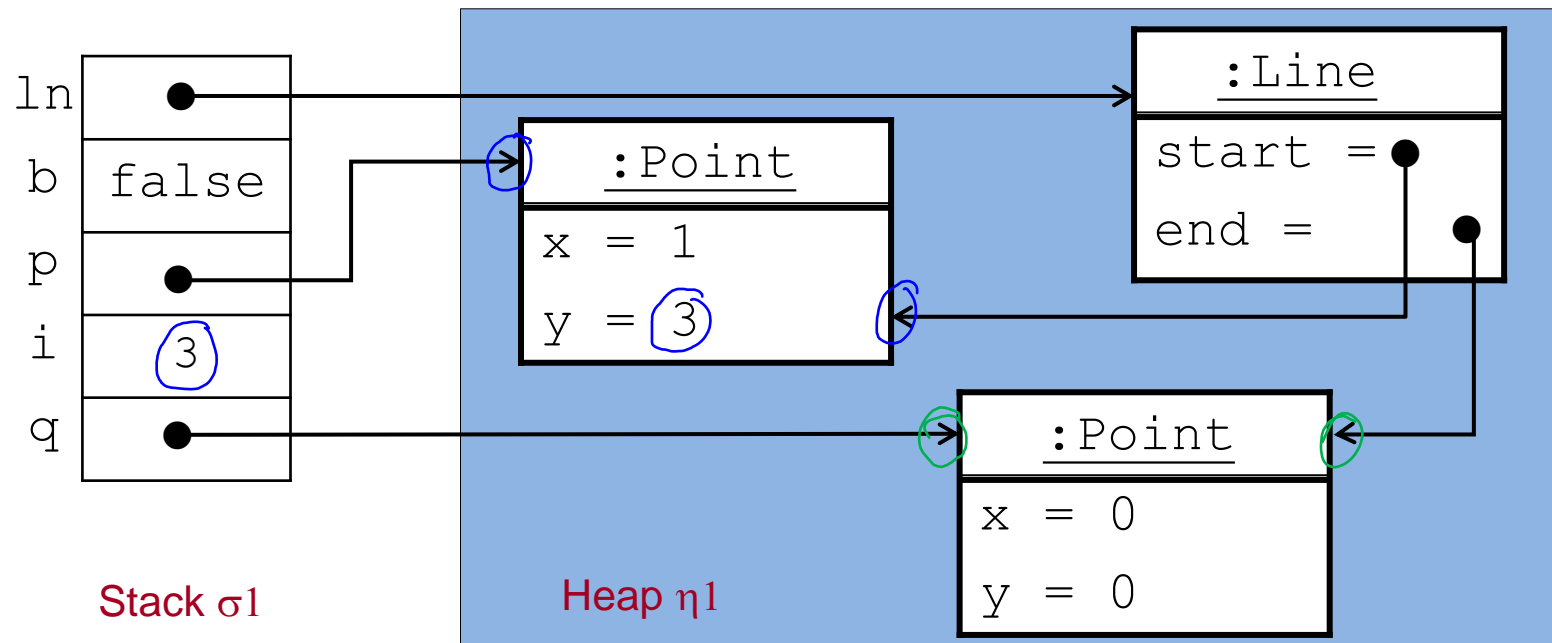 ln
b false
p
i 3
q
Stack σ1
:Point
x = 1
y = 3
:Line
start =
end =
:Point
x = 0
y = 0
Heap η1